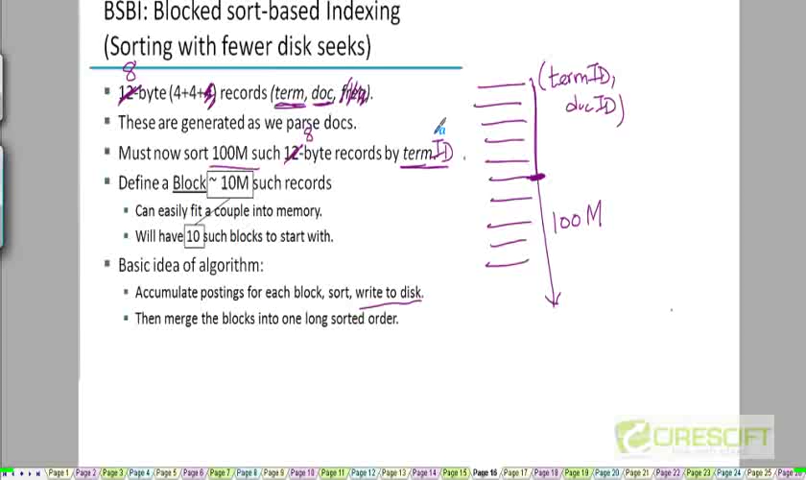 BSBI: Blocked sort-based Indexing
(Sorting with fewer disk seeks)
8
12-byte (4+4+4) records (term, doc, freq).
These are generated as we parse docs.
8
Must now sort 100M such 12-byte records by termID.
Define a Block ~ 10M such records
Can easily fit a couple into memory.
Will have 10 such blocks to start with.
Basic idea of algorithm:
Accumulate postings for each block, sort, write to disk.
Then merge the blocks into one long sorted order.
(termID,
docID)
100M
CIRESCIFT
Page 1 Page 2 Page 3 Page 4 Page 5 Page 6 Page 7 Page 8 Page 9 Page 10 Page 11 Page 12 Page 13 Page 14 Page 15 Page 16 Page 17 Page 18 Page 19 Page 20 Page 21 Page 22 Page 23 Page 24 Page 25